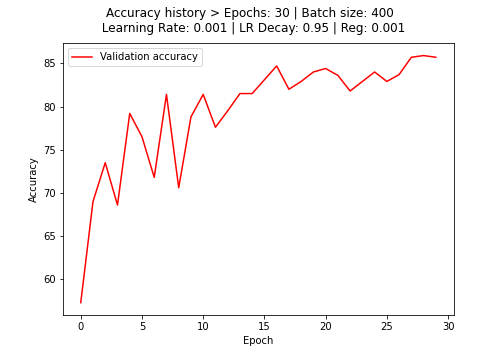 Accuracy history > Epochs: 30 | Batch size: 400
Learning Rate: 0.001 | LR Decay: 0.95 | Reg: 0.001
Validation accuracy
85
80
75
70
65
60
Accuracy
0 5 10 15 20 25 30
Epoch